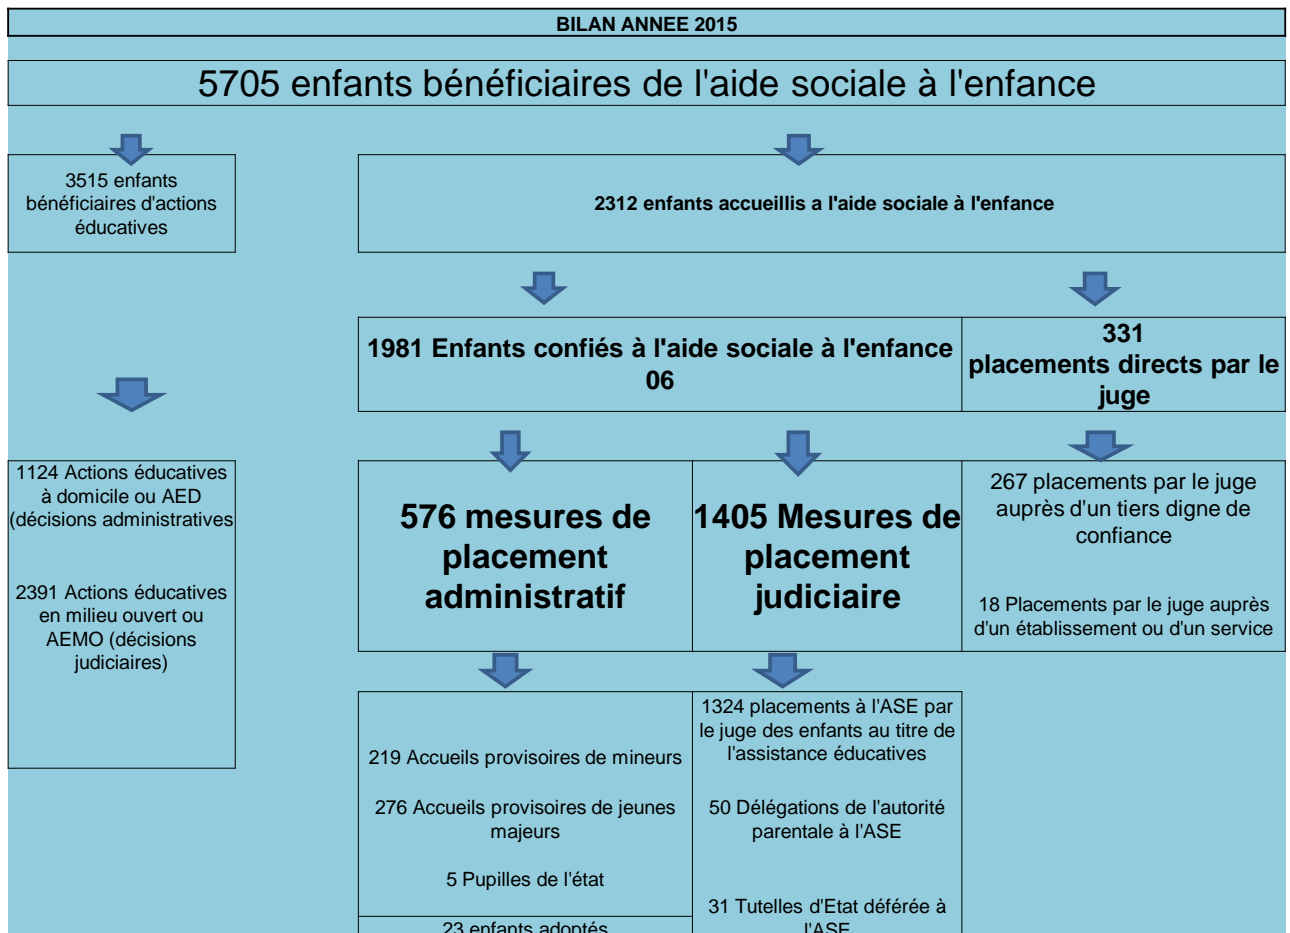 BILAN ANNEE 2015
5705 enfants bénéficiaires de l'aide sociale à l'enfance
3515 enfants
bénéficiaires d'actions
éducatives
2312 enfants accueillis a l'aide sociale à l'enfance
1981 Enfants confiés à l'aide sociale à l'enfance
06
331
placements directs par le
juge
1124 Actions éducatives
à domicile ou AED
(décisions administratives
2391 Actions éducatives
en milieu ouvert ou
AEMO (décisions
judiciaires)
576 mesures de
placement
administratif
1405 Mesures de
placement
judiciaire
267 placements par le juge
auprès d'un tiers digne de
confiance
18 Placements par le juge auprès
d'un établissement ou d'un service
219 Accueils provisoires de mineurs
276 Accueils provisoires de jeunes
majeurs
5 Pupilles de l'état
23 enfants adoptés
1324 placements à l'ASE par
le juge des enfants au titre de
l'assistance éducatives
50 Délégations de l'autorité
parentale à l'ASE
31 Tutelles d'Etat déférée à
l'ASE